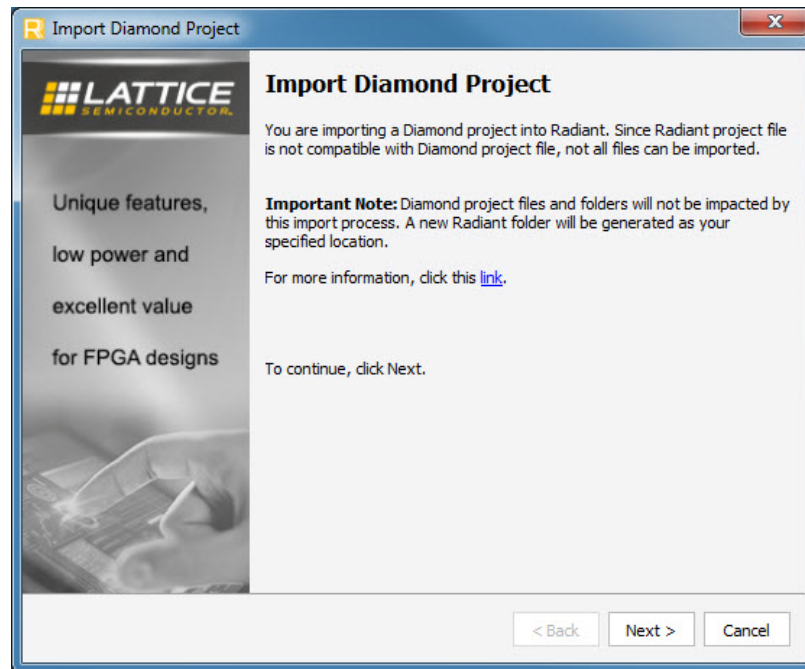 Import Diamond Project
LATTICE
SEMICONDUCTOR.
Unique features,
low power and
excellent value
for FPGA designs
Import Diamond Project
You are importing a Diamond project into Radiant. Since Radiant project file
is not compatible with Diamond project file, not all files can be imported.
Important Note: Diamond project files and folders will not be impacted by
this import process. A new Radiant folder will be generated as your
specified location.
For more information, click this link.
To continue, click Next.
< Back Next > Cancel